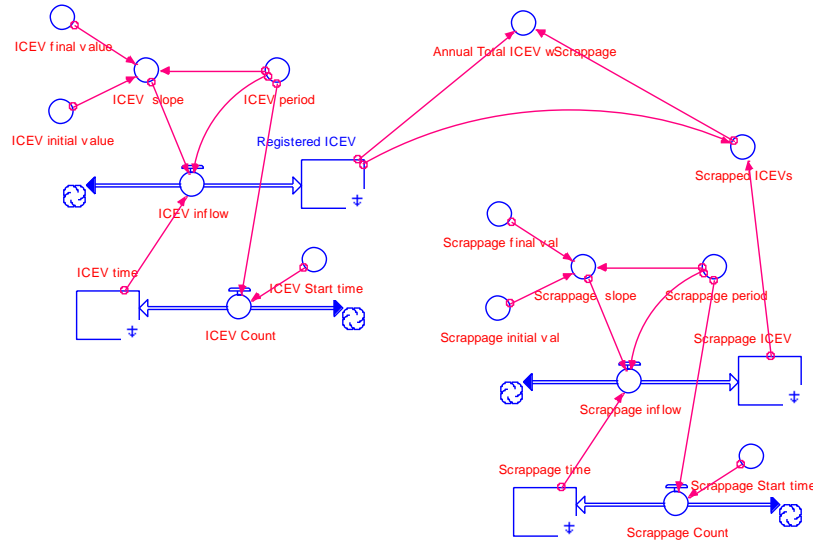 ICEV final value
Annual Total ICEV wScrappage
ICEV slope
ICEV period
ICEV initial value
Registered ICEV
Scrapped ICEVs
ICEV inflow
Scrappage final val
ICEV time
ICEV Start time
Scrappage slope
Scrappage period
ICEV Count
Scrappage initial val
Scrappage ICEV
Scrappage inflow
Scrappage time
Scrappage Start time
Scrappage Count